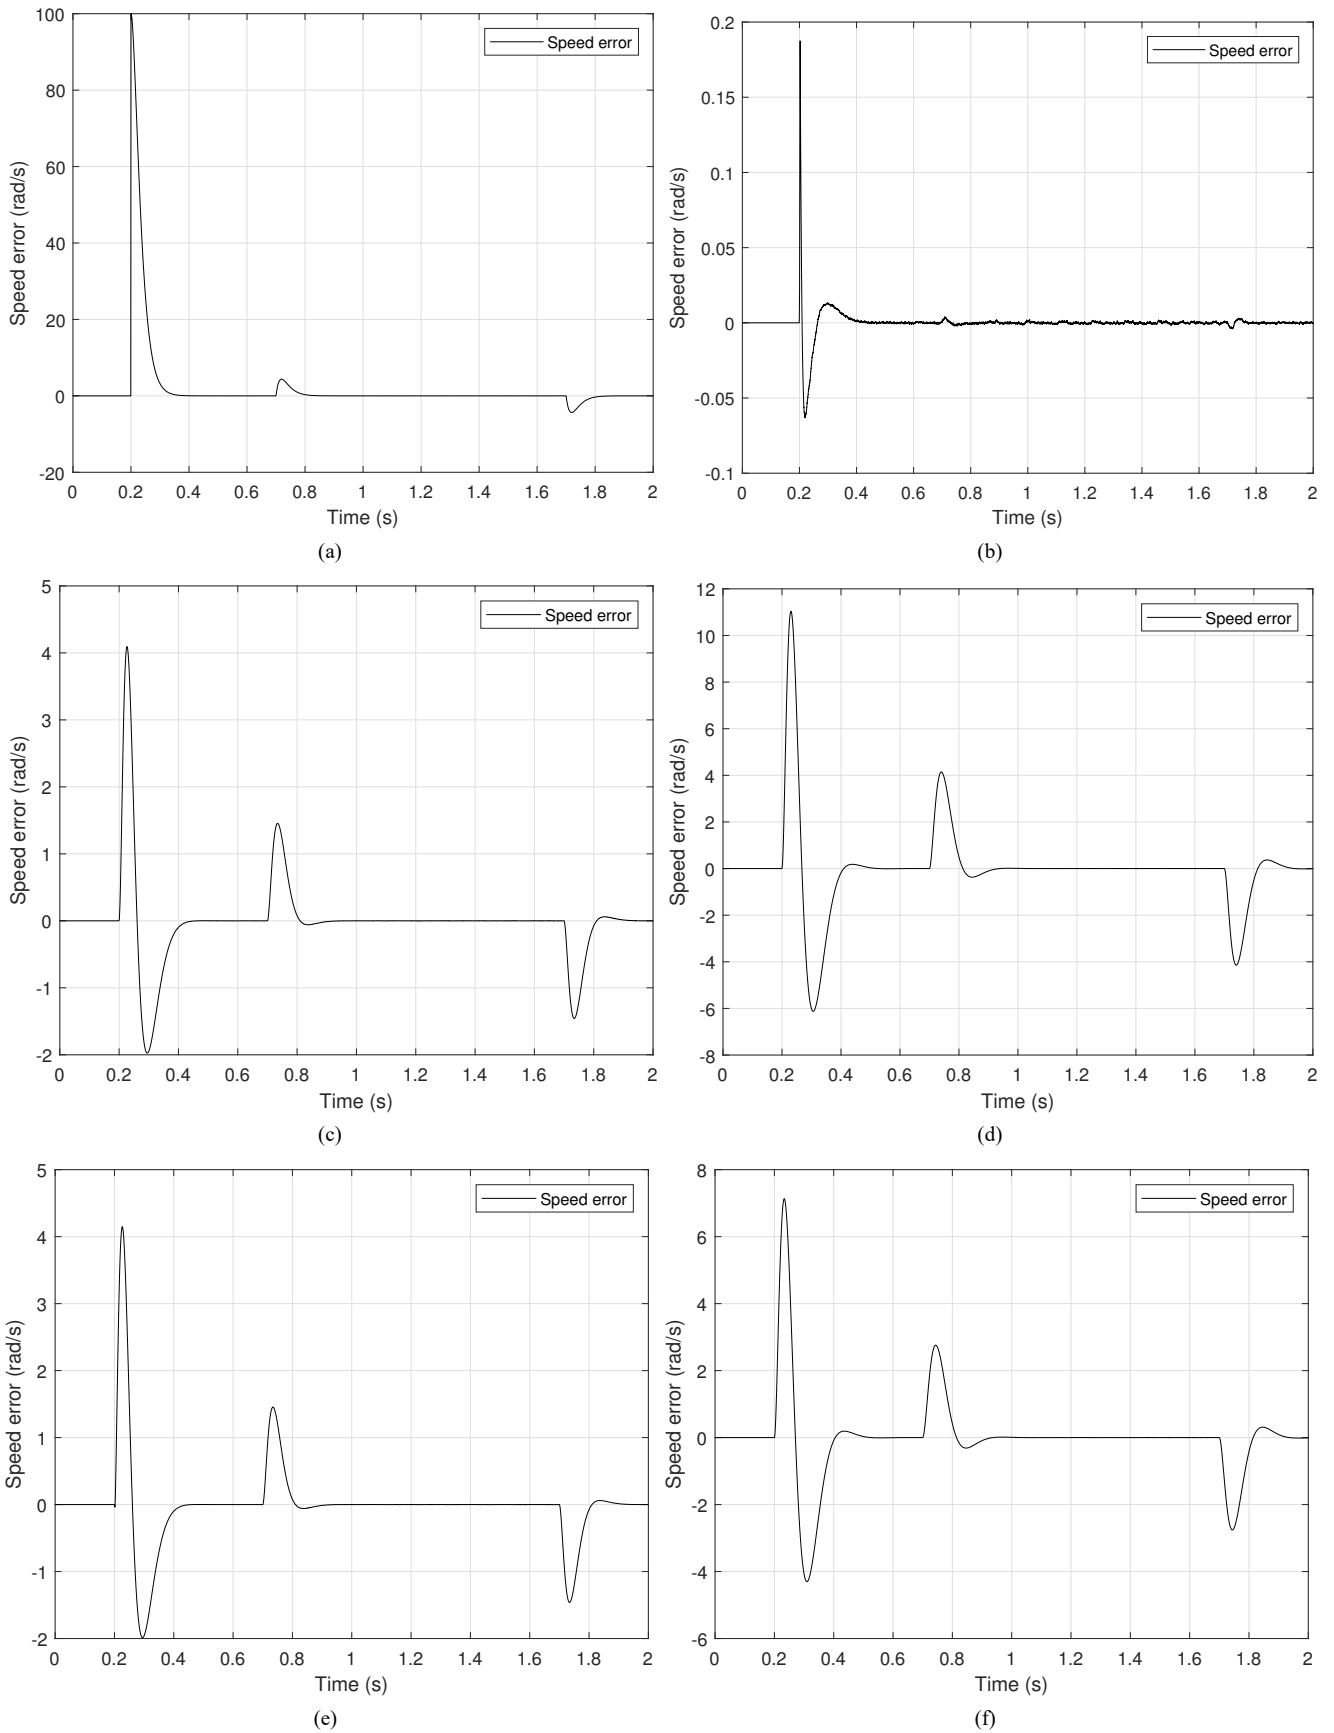 100
80
60
40
20
0
-20
Speed error (rad/s)
Speed error
0 0.2 0.4 0.6 0.8 1 1.2 1.4 1.6 1.8 2
Time (s)
(a)
0.2
0.15
0.1
0.05
0
-0.05
-0.1
Speed error (rad/s)
Speed error
0 0.2 0.4 0.6 0.8 1 1.2 1.4 1.6 1.8 2
Time (s)
(b)
5
4
3
2
1
0
-1
-2
Speed error (rad/s)
Speed error
0 0.2 0.4 0.6 0.8 1 1.2 1.4 1.6 1.8 2
Time (s)
(c)
12
10
8
6
4
2
0
-2
-4
-6
-8
Speed error (rad/s)
Speed error
0 0.2 0.4 0.6 0.8 1 1.2 1.4 1.6 1.8 2
Time (s)
(d)
5
4
3
2
1
0
-1
-2
Speed error (rad/s)
Speed error
0 0.2 0.4 0.6 0.8 1 1.2 1.4 1.6 1.8 2
Time (s)
(e)
8
6
4
2
0
-2
-4
-6
Speed error (rad/s)
Speed error
0 0.2 0.4 0.6 0.8 1 1.2 1.4 1.6 1.8 2
Time (s)
(f)